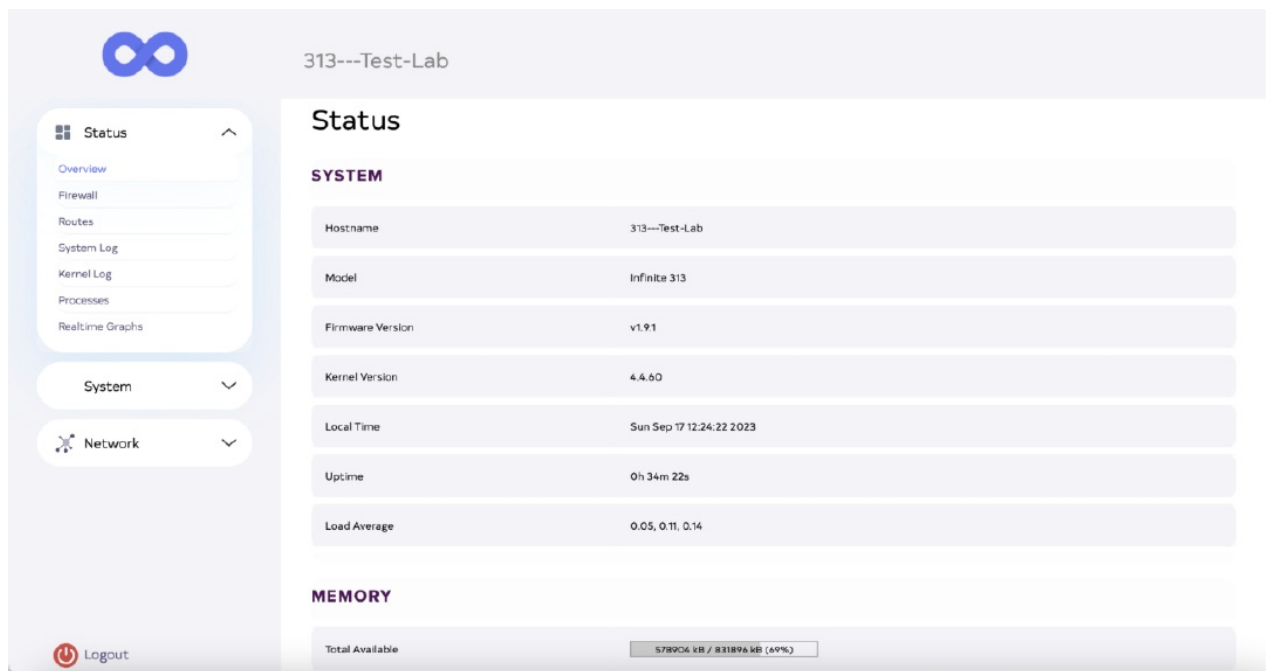 313---Test-Lab
Status
Overview
Firewall
Routes
System Log
Kernel Log
Processes
Realtime Graphs
System
Network
Logout
Status
SYSTEM
Hostname 313---Test-Lab
Model Infinite 313
Firmware Version v1.9.1
Kernel Version 4.4.60
Local Time Sun Sep 17 12:24:22 2023
Uptime 0h 34m 22s
Load Average 0.05, 0.11, 0.14
MEMORY
Total Available 578904 kB / 831896 kB (69%)